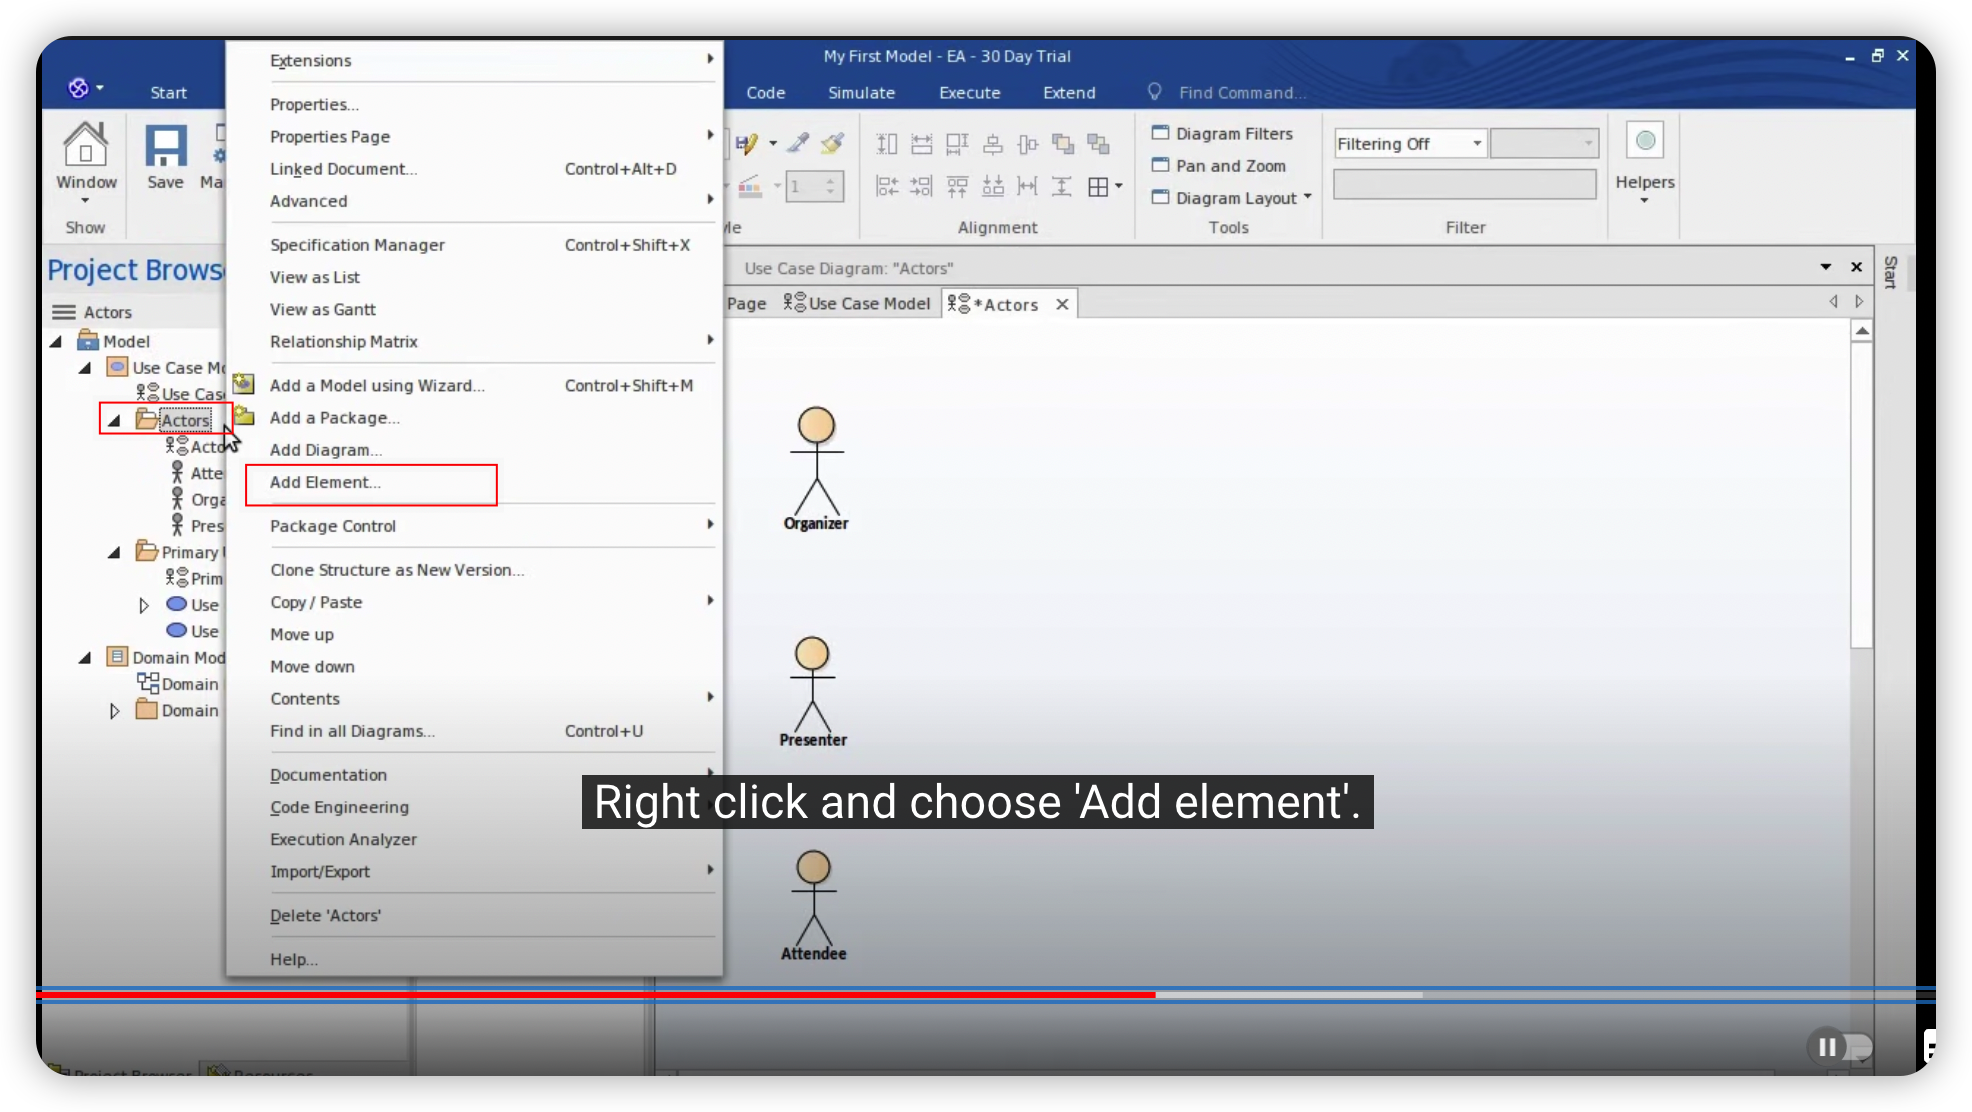 My First Model - EA - 30 Day Trial
Start
Code
Simulate
Execute
Extend
Find Command...
Window
Save
Show
Diagram Filters
Pan and Zoom
Diagram Layout
Tools
Alignment
1
Filtering Off
Filter
Helpers
Start
Project Brows
Actors
Model
Use Case Mo
Use Cas
Actors
Acto
Atte
Orga
Pres
Primary
Prim
Use
Use
Domain Mod
Domain
Domain
Extensions
Properties...
Properties Page
Linked Document... Control+Alt+D
Advanced
Specification Manager Control+Shift+X
View as List
View as Gantt
Relationship Matrix
Add a Model using Wizard... Control+Shift+M
Add a Package...
Add Diagram...
Add Element...
Package Control
Clone Structure as New Version...
Copy / Paste
Move up
Move down
Contents
Find in all Diagrams... Control+U
Documentation
Code Engineering
Execution Analyzer
Import/Export
Delete 'Actors'
Help...
Use Case Diagram: "Actors"
Page
Use Case Model
*Actors
Organizer
Presenter
Right click and choose 'Add element'.
Attendee
Project Browser
Resources